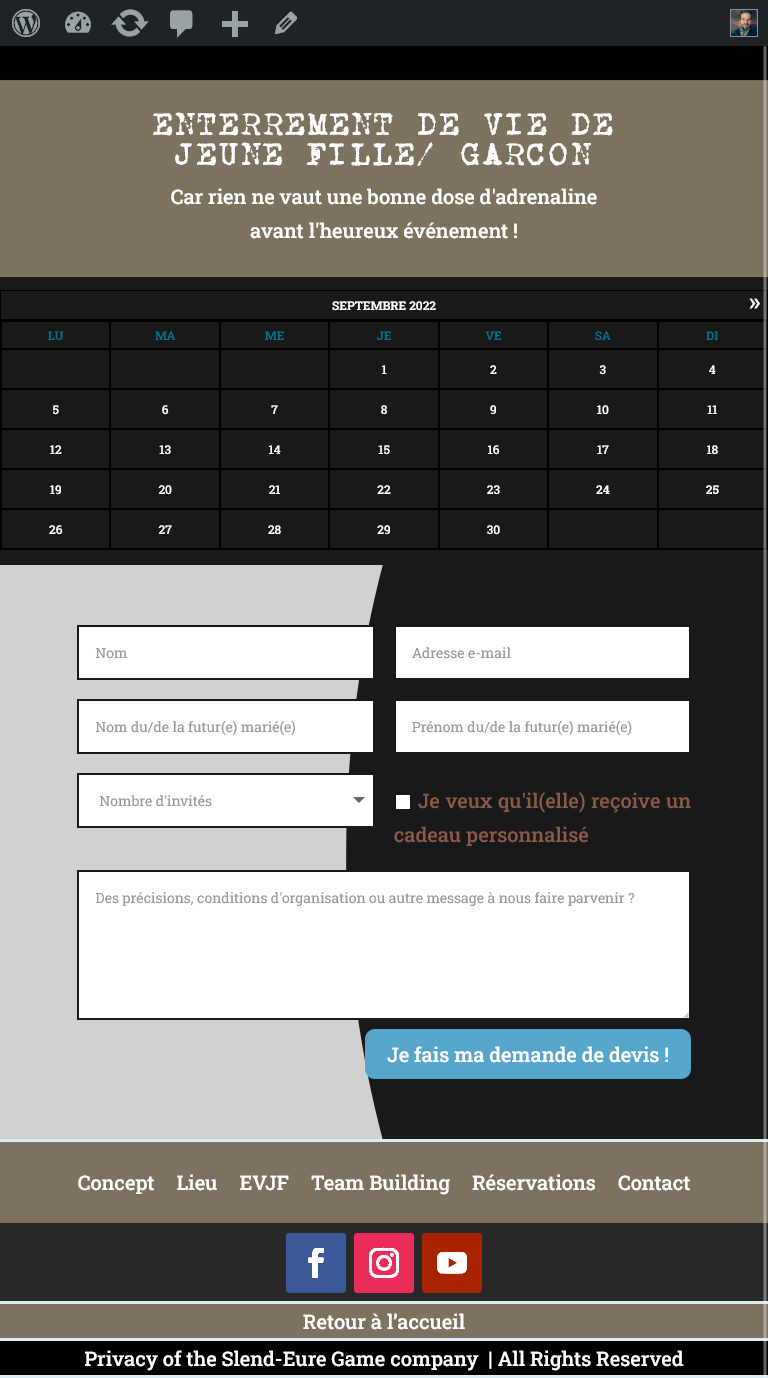 ENTERREMENT DE VIE DE
JEUNE FILLE/ GARCON
Car rien ne vaut une bonne dose d'adrenaline
avant l'heureux événement !
SEPTEMBRE 2022 »
LU MA ME JE VE SA DI
1 2 3 4
5 6 7 8 9 10 11
12 13 14 15 16 17 18
19 20 21 22 23 24 25
26 27 28 29 30
Nom Adresse e-mail
Nom du/de la futur(e) marié(e) Prénom du/de la futur(e) marié(e)
Nombre d'invités Je veux qu'il(elle) reçoive un
cadeau personnalisé
Des précisions, conditions d'organisation ou autre message à nous faire parvenir ?
Je fais ma demande de devis !
Concept Lieu EVJF Team Building Réservations Contact
Retour à l'accueil
Privacy of the Slend-Eure Game company | All Rights Reserved